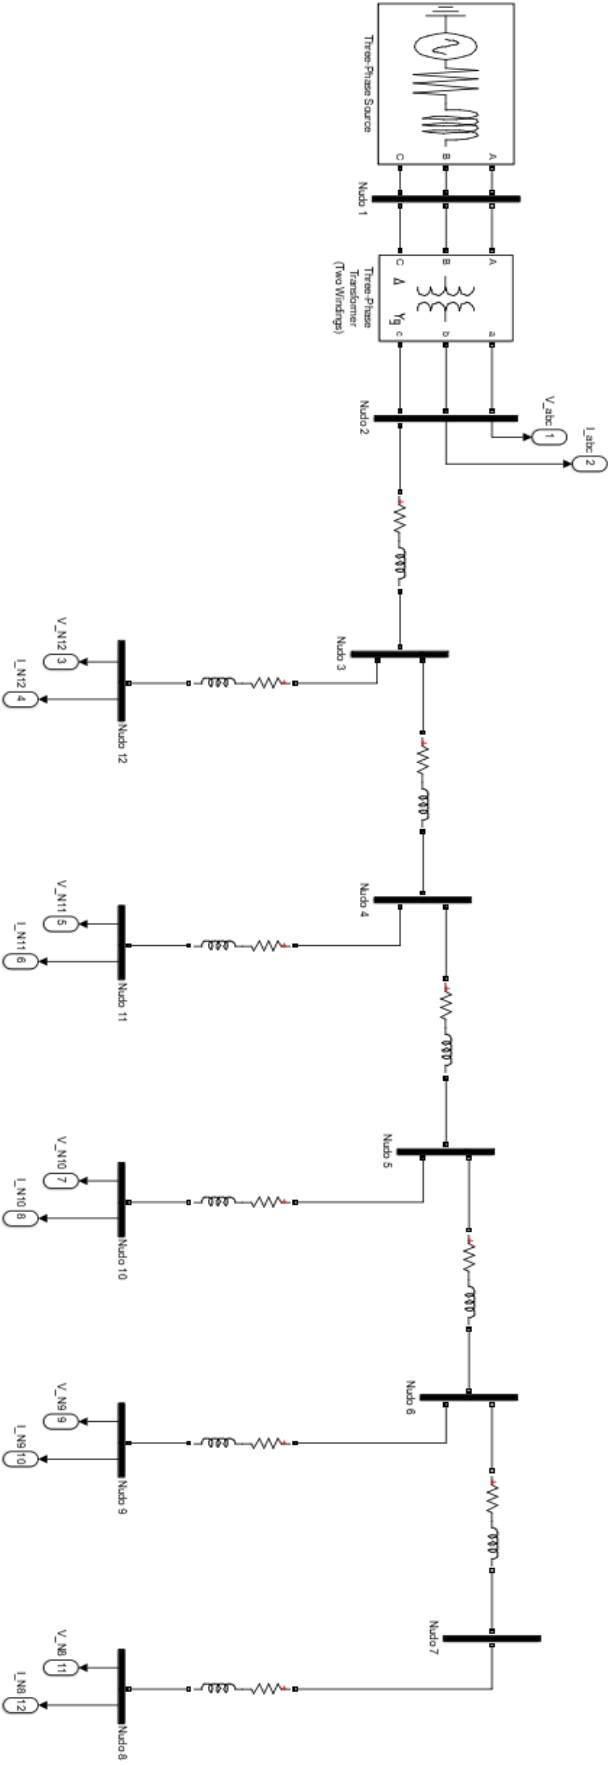 Three-Phase Source
A
B
C
Nudo 1
A
B
C
Δ
Yg
a
b
c
Three-Phase
Transformer
(Two Windings)
Nudo 2
V_abc 1
I_abc 2
Nudo 3
V_N12 3
I_N12 4
Nudo 12
Nudo 4
V_N11 5
I_N11 6
Nudo 11
Nudo 5
V_N10 7
I_N10 8
Nudo 10
Nudo 6
V_N9 9
I_N9 10
Nudo 9
Nudo 7
V_N8 11
I_N8 12
Nudo 8